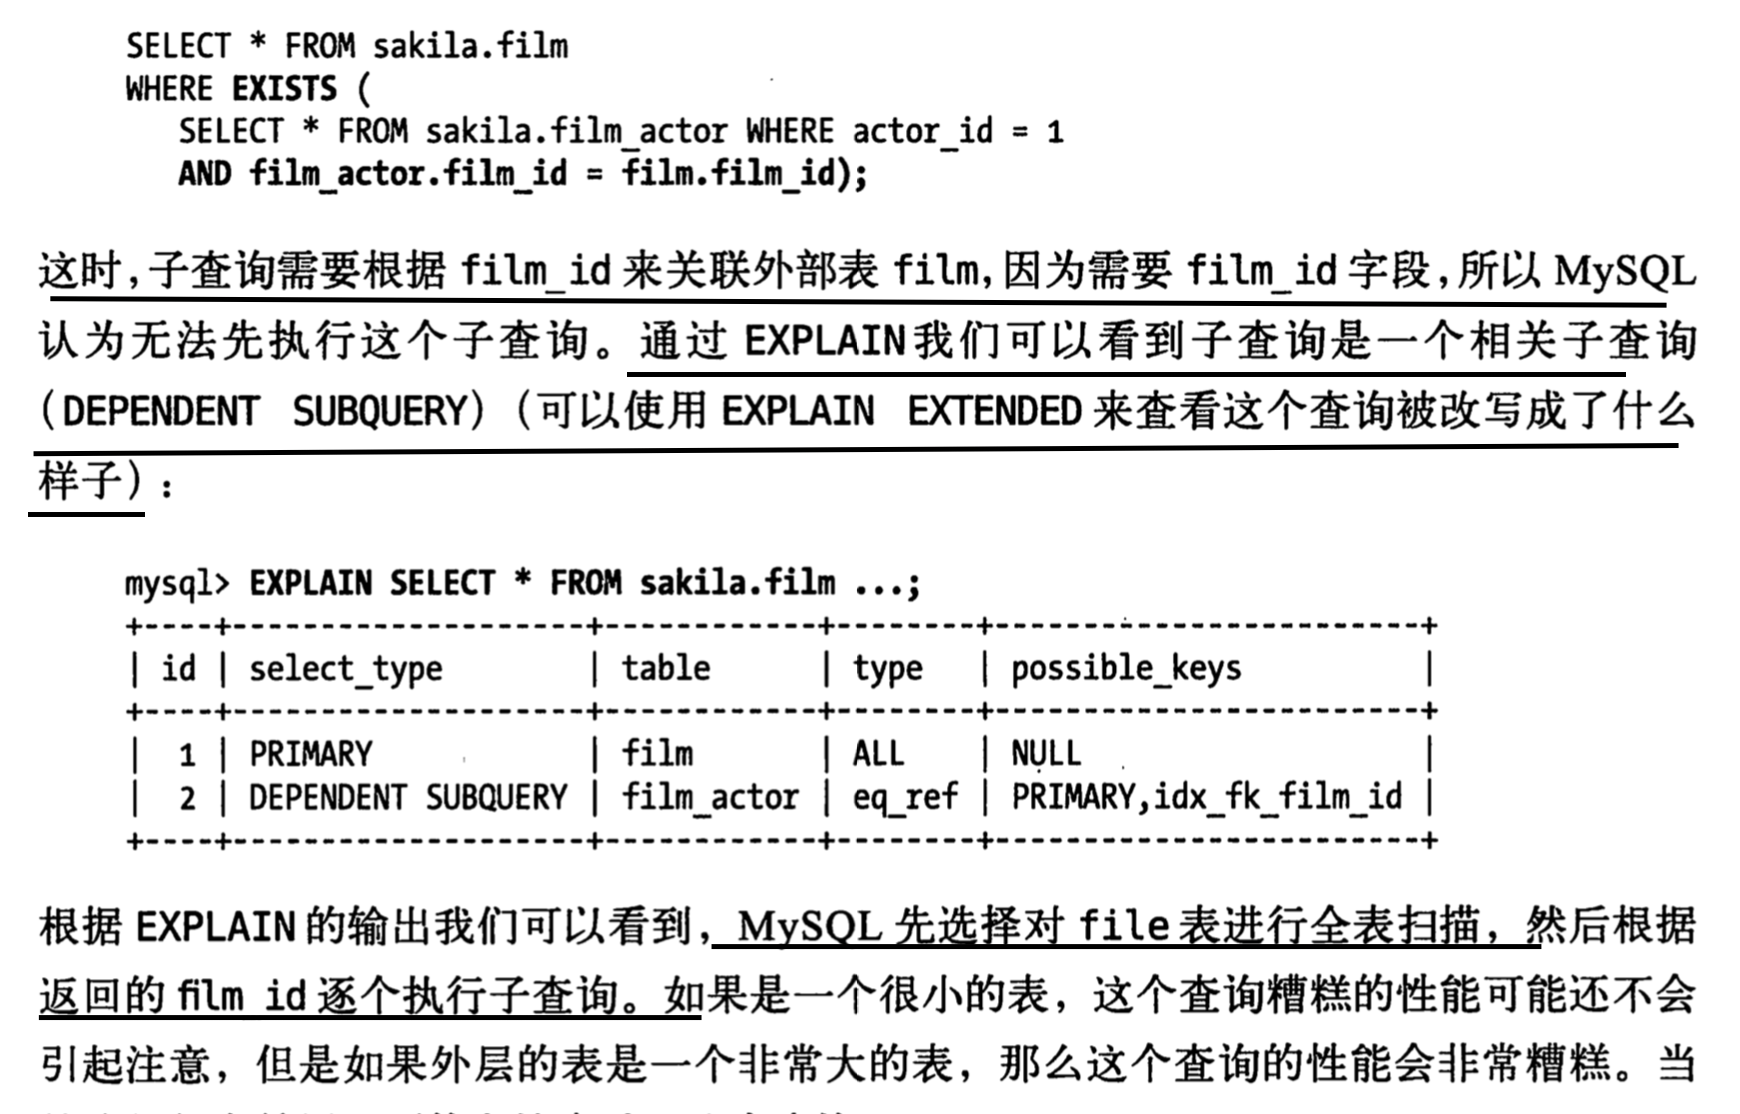 SELECT * FROM sakila.film
WHERE EXISTS (
SELECT * FROM sakila.film_actor WHERE actor_id = 1
AND film_actor.film_id = film.film_id);
这时,子查询需要根据 film_id 来关联外部表 film,因为需要 film_id 字段,所以 MySQL
认为无法先执行这个子查询。通过 EXPLAIN 我们可以看到子查询是一个相关子查询
(DEPENDENT SUBQUERY)(可以使用 EXPLAIN EXTENDED 来查看这个查询被改写成了什么
样子):
mysql> EXPLAIN SELECT * FROM sakila.film ...;
+----+--------------------+------------+--------+------------------------+
| id | select_type | table | type | possible_keys |
+----+--------------------+------------+--------+------------------------+
| 1 | PRIMARY | film | ALL | NULL |
| 2 | DEPENDENT SUBQUERY | film_actor | eq_ref | PRIMARY,idx_fk_film_id |
+----+--------------------+------------+--------+------------------------+
根据 EXPLAIN 的输出我们可以看到，MySQL 先选择对 file 表进行全表扫描，然后根据
返回的 film id 逐个执行子查询。如果是一个很小的表，这个查询糟糕的性能可能还不会
引起注意，但是如果外层的表是一个非常大的表，那么这个查询的性能会非常糟糕。当